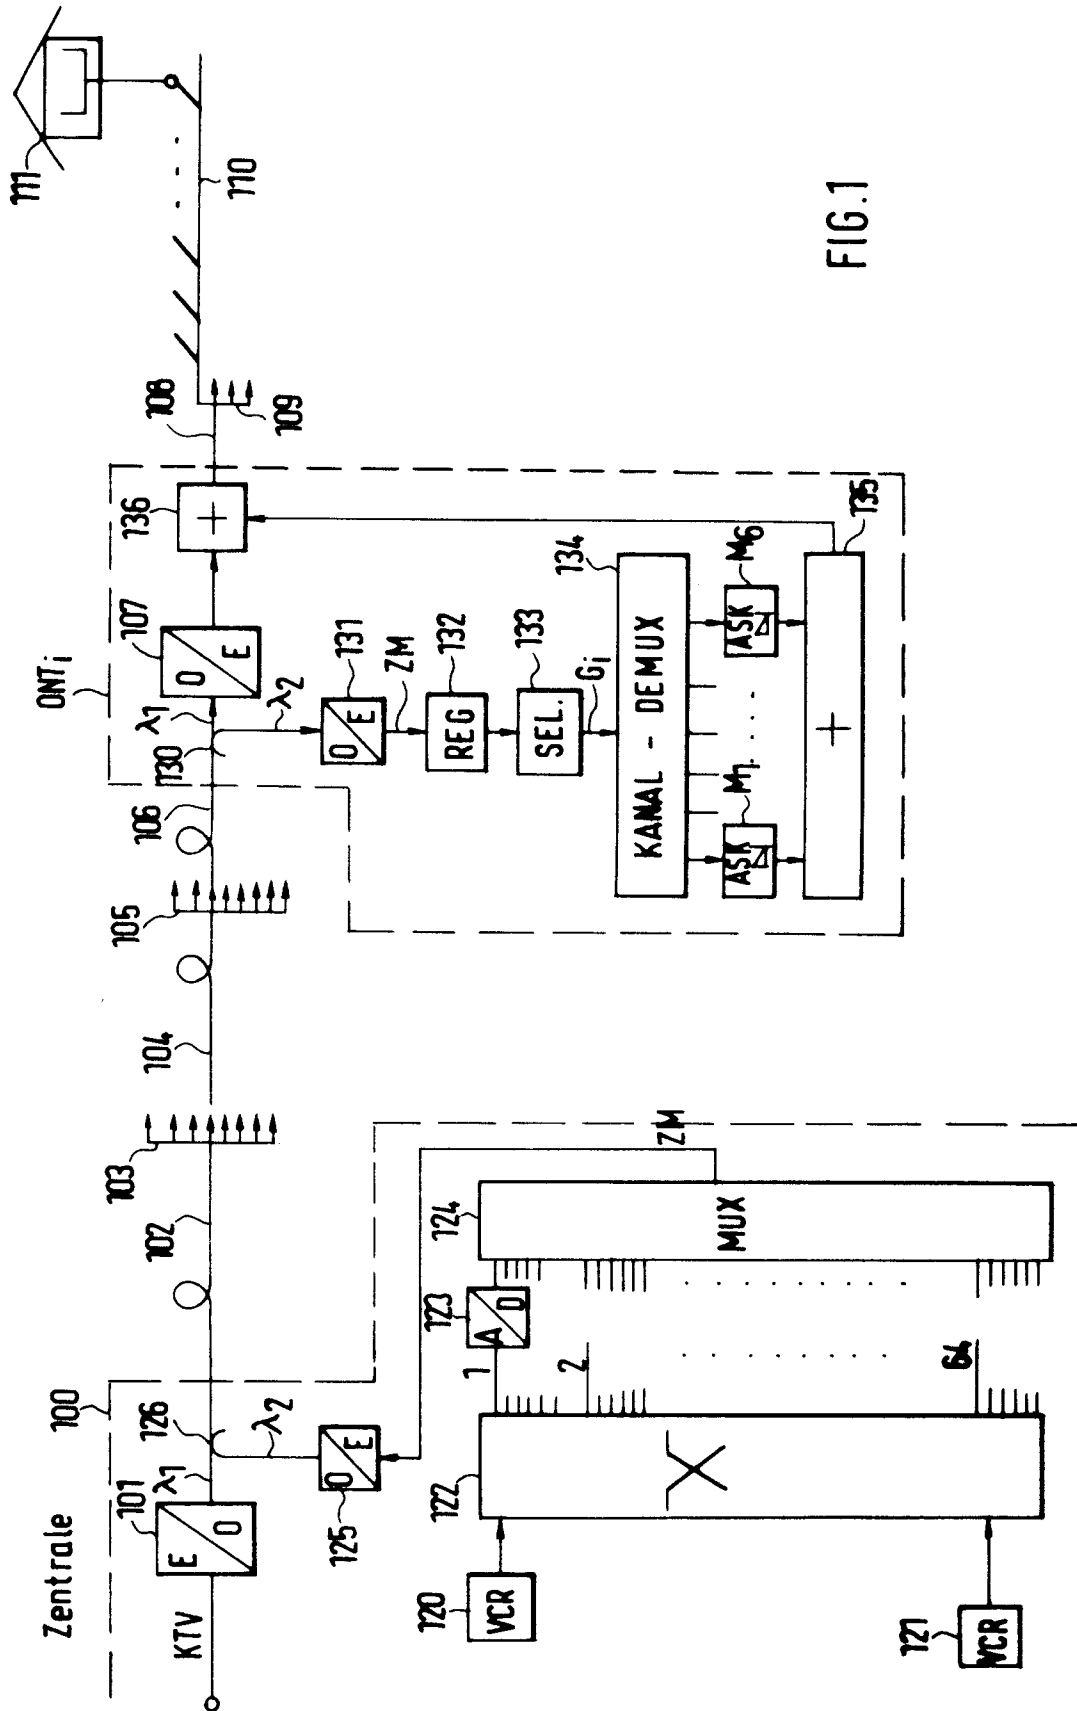 Zentrale
100
KTV
101
E
O
λ1
126
λ2
O
E
125
102
103
104
105
106
ONTi
130
λ1
λ2
107
O
E
136
+
108
109
110
111
131
O
E
ZM
132
REG
133
SEL.
Gi
134
KANAL - DEMUX
M1
ASK
M6
ASK
135
+
120
VCR
121
VCR
122
1
2
64
123
A
D
124
MUX
ZM
FIG.1